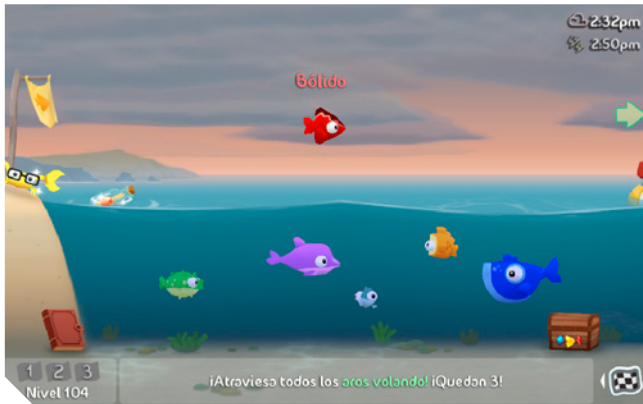 2:32pm
2:50pm
Bólido
1 2 3
Nivel 104
¡Atraviesa todos los aros volando! ¡Quedan 3!